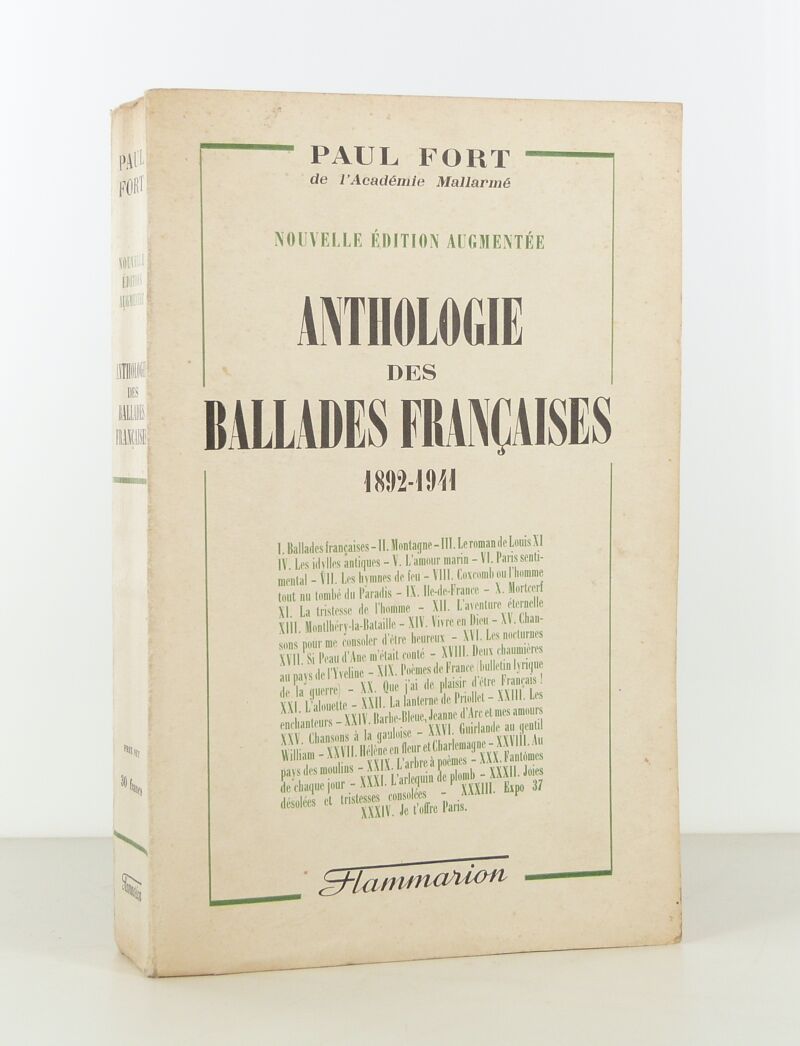 PAUL FORT
de l'Académie Mallarmé
NOUVELLE ÉDITION AUGMENTÉE
ANTHOLOGIE
DES
BALLADES FRANÇAISES
1892-1941
I. Ballades françaises – II. Montagne – III. Le roman de Louis XI
IV. Les idylles antiques – V. L'amour marin – VI. Paris senti-
mental – VII. Les hymnes de feu – VIII. Coxcomb ou l'homme
tout nu tombé du Paradis – IX. Ile-de-France – X. Mortcerf
XI. La tristesse de l'homme – XII. L'aventure éternelle
XIII. Montlhéry-la-Bataille – XIV. Vivre en Dieu – XV. Chan-
sons pour me consoler d'être heureux – XVI. Les nocturnes
XVII. Si Peau d'Ane m'était conté – XVIII. Deux chaumières
au pays de l'Yveline – XIX. Poèmes de France (bulletin lyrique
de la guerre) – XX. Que j'ai de plaisir d'être Français !
XXI. L'alouette – XXII. La lanterne de Priollet – XXIII. Les
enchanteurs – XXIV. Barbe-Bleue, Jeanne d'Arc et mes amours
XXV. Chansons à la gauloise – XXVI. Guirlande au gentil
William – XXVII. Hélène en fleur et Charlemagne – XXVIII. Au
pays des moulins – XXIX. L'arbre à poèmes – XXX. Fantômes
de chaque jour – XXXI. L'arlequin de plomb – XXXII. Joies
désolées et tristesses consolées – XXXIII. Expo 37
XXXIV. Je t'offre Paris.
Flammarion
PAUL
FORT
NOUVELLE
ÉDITION
AUGMENTÉE
ANTHOLOGIE
DES
BALLADES
FRANÇAISES
PRIX NET
30 francs
Flammarion